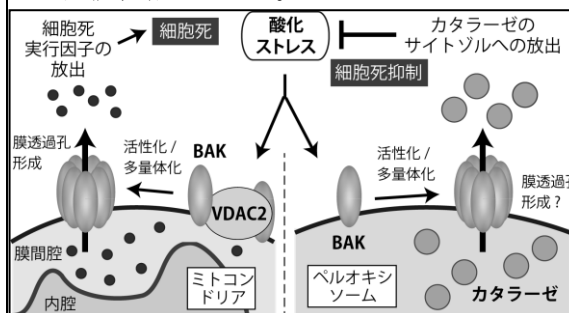 細胞死
実行因子の
放出
細胞死
酸化
ストレス
カタラーゼの
サイトゾルへの放出
細胞死抑制
膜透過孔
形成
活性化 /
多量体化
BAK
VDAC2
活性化 /
多量体化
膜透過孔
形成？
BAK
膜間腔
ミトコン
ドリア
ペルオキシ
ソーム
カタラーゼ
内腔